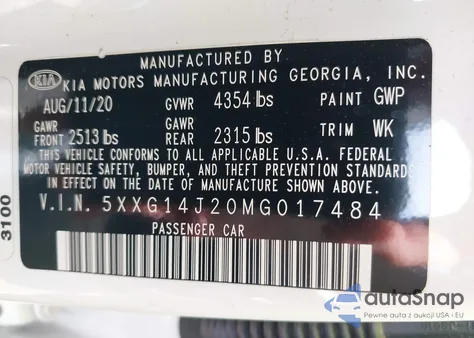 MANUFACTURED BY
KIA KIA MOTORS MANUFACTURING GEORGIA, INC.
AUG/11/20 GVWR 4354 lbs PAINT GWP
GAWR FRONT 2513 lbs GAWR REAR 2315 lbs TRIM WK
THIS VEHICLE CONFORMS TO ALL APPLICABLE U.S.A. FEDERAL
MOTOR VEHICLE SAFETY, BUMPER, AND THEFT PREVENTION STANDARDS
IN EFFECT ON THE DATE OF MANUFACTURE SHOWN ABOVE.
V.I.N. 5XXG14J20MG017484
PASSENGER CAR
3100
autoSnap
Pewne auta z aukcji USA i EU